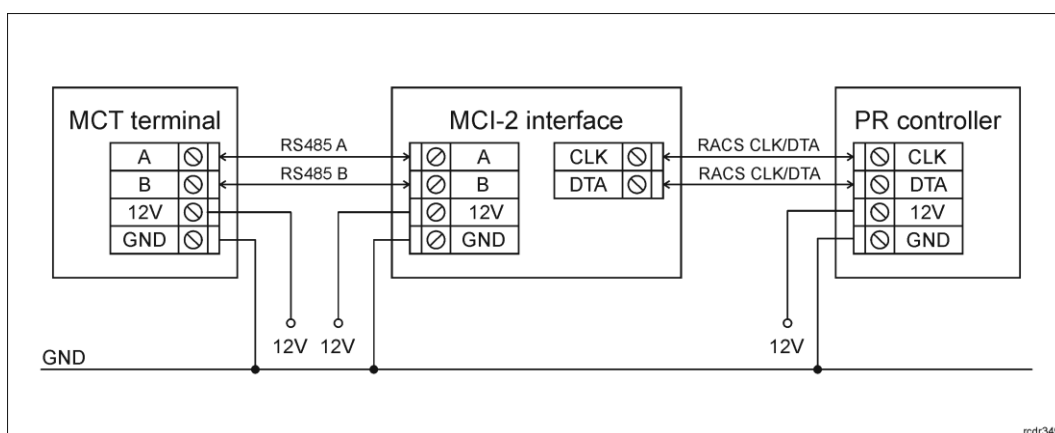 MCT terminal
MCI-2 interface
PR controller
A
RS485 A
A
CLK
RACS CLK/DTA
CLK
B
RS485 B
B
DTA
RACS CLK/DTA
DTA
12V
12V
12V
GND
GND
GND
12V
12V
12V
GND